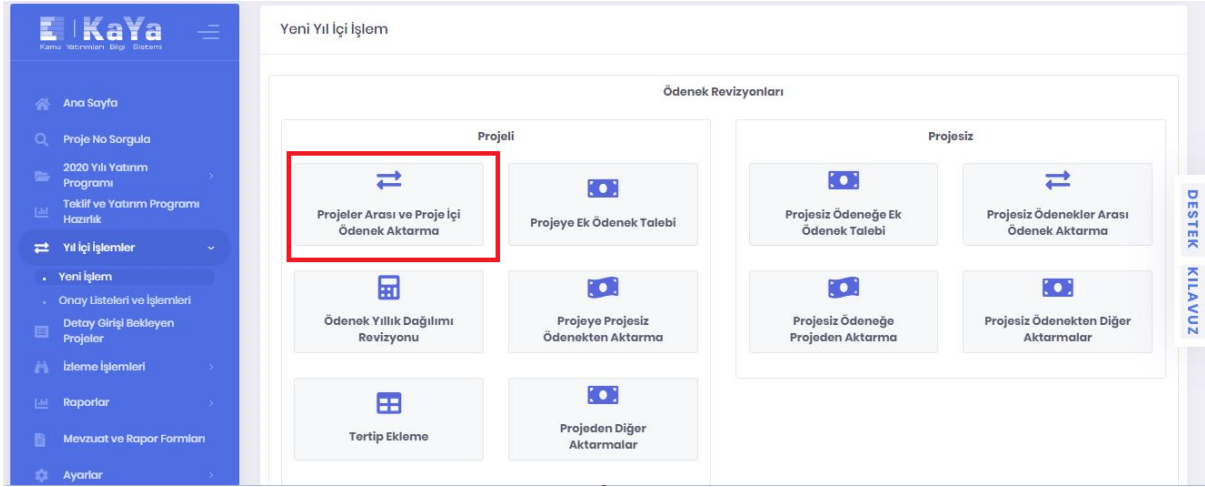 KaYa
Kamu Yatırımları Bilgi Sistemi
Ana Sayfa
Proje No Sorgula
2020 Yılı Yatırım
Programı
Teklif ve Yatırım Programı
Hazırlık
Yıl İçi İşlemler
Yeni İşlem
Onay Listeleri ve İşlemleri
Detay Girişi Bekleyen
Projeler
İzleme İşlemleri
Raporlar
Mevzuat ve Rapor Formları
Ayarlar
Yeni Yıl İçi İşlem
Ödenek Revizyonları
Projeli
Projeler Arası ve Proje İçi
Ödenek Aktarma
Projeye Ek Ödenek Talebi
Ödenek Yıllık Dağılımı
Revizyonu
Projeye Projesiz
Ödenekten Aktarma
Tertip Ekleme
Projeden Diğer
Aktarmalar
Projesiz
Projesiz Ödeneğe Ek
Ödenek Talebi
Projesiz Ödenekler Arası
Ödenek Aktarma
Projesiz Ödeneğe
Projeden Aktarma
Projesiz Ödenekten Diğer
Aktarmalar
DESTEK
KILAVUZ